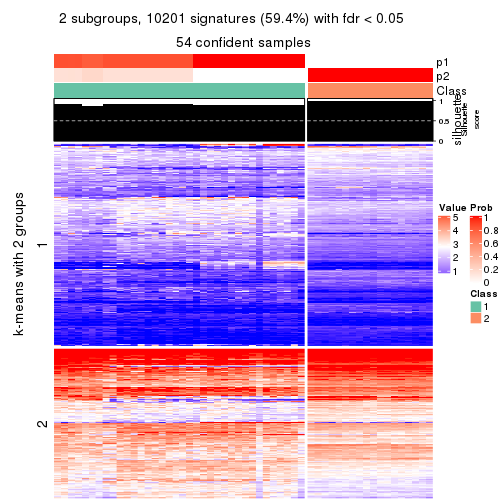 2 subgroups, 10201 signatures (59.4%) with fdr < 0.05
54 confident samples
p1
p2
Class
1
0.5
0
silhouette
Silhouette
score
k-means with 2 groups
1
2
Value
5
4
3
2
1
Prob
1
0.8
0.6
0.4
0.2
0
Class
1
2